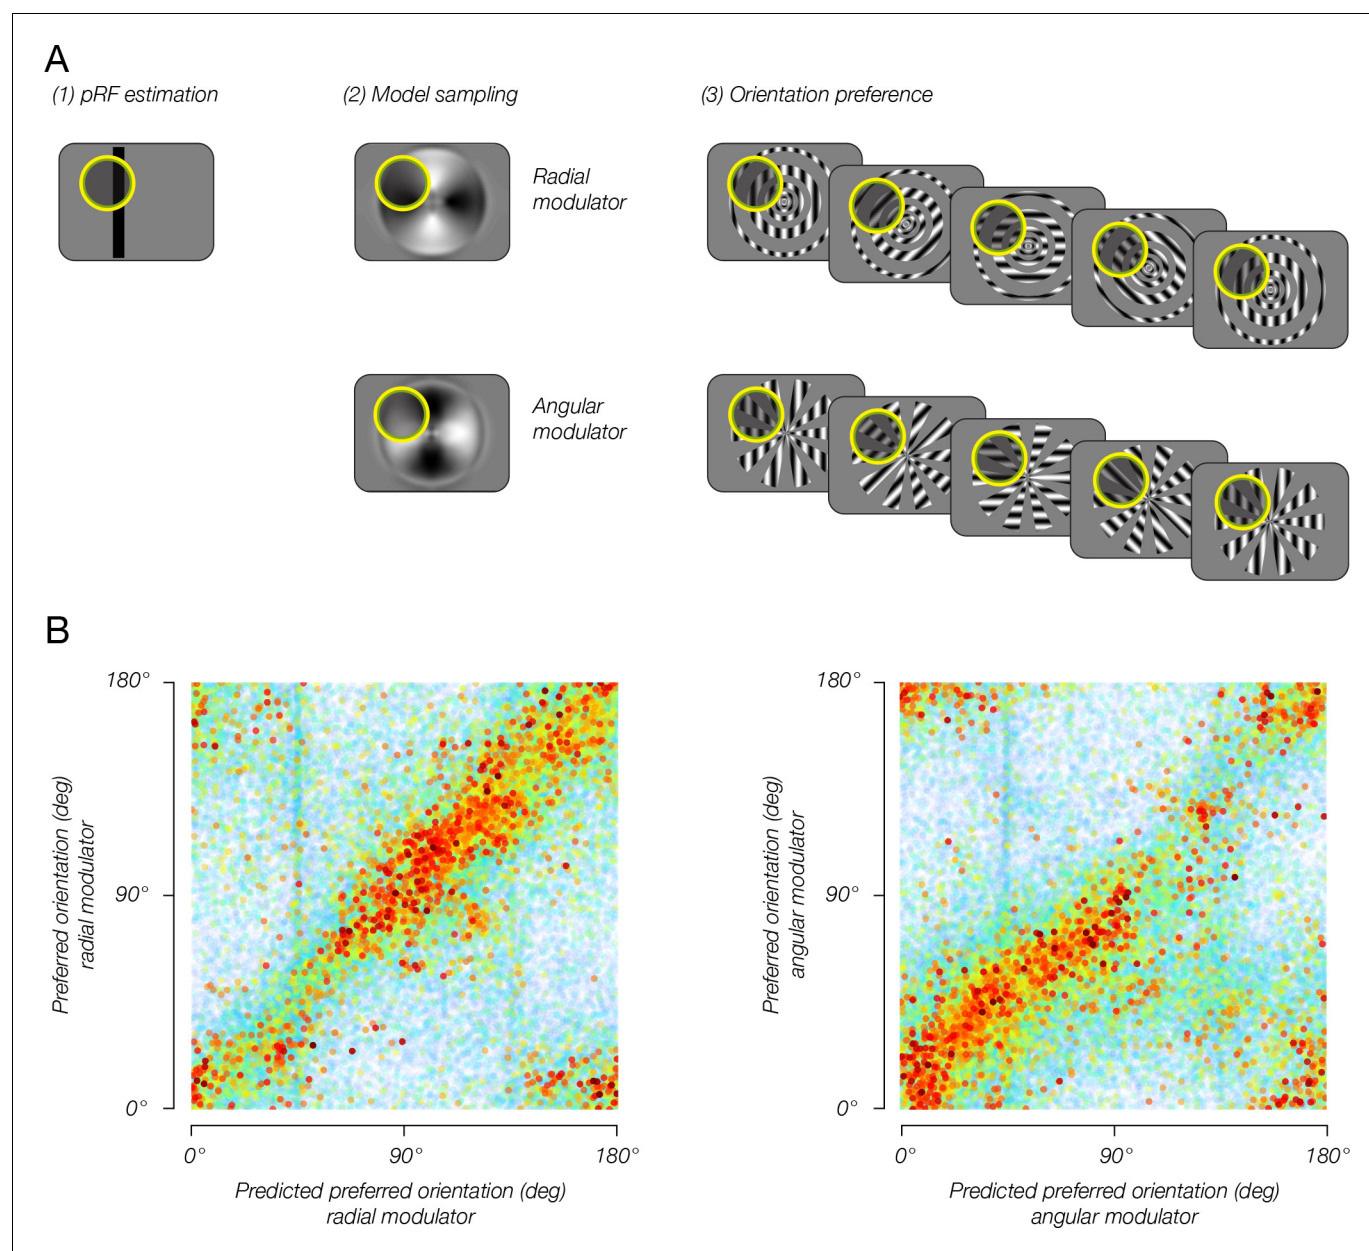 A
(1) pRF estimation
(2) Model sampling
(3) Orientation preference
Radial
modulator
Angular
modulator
B
180°
90°
0°
Preferred orientation (deg)
radial modulator
0°
90°
180°
Predicted preferred orientation (deg)
radial modulator
180°
90°
0°
Preferred orientation (deg)
angular modulator
0°
90°
180°
Predicted preferred orientation (deg)
angular modulator